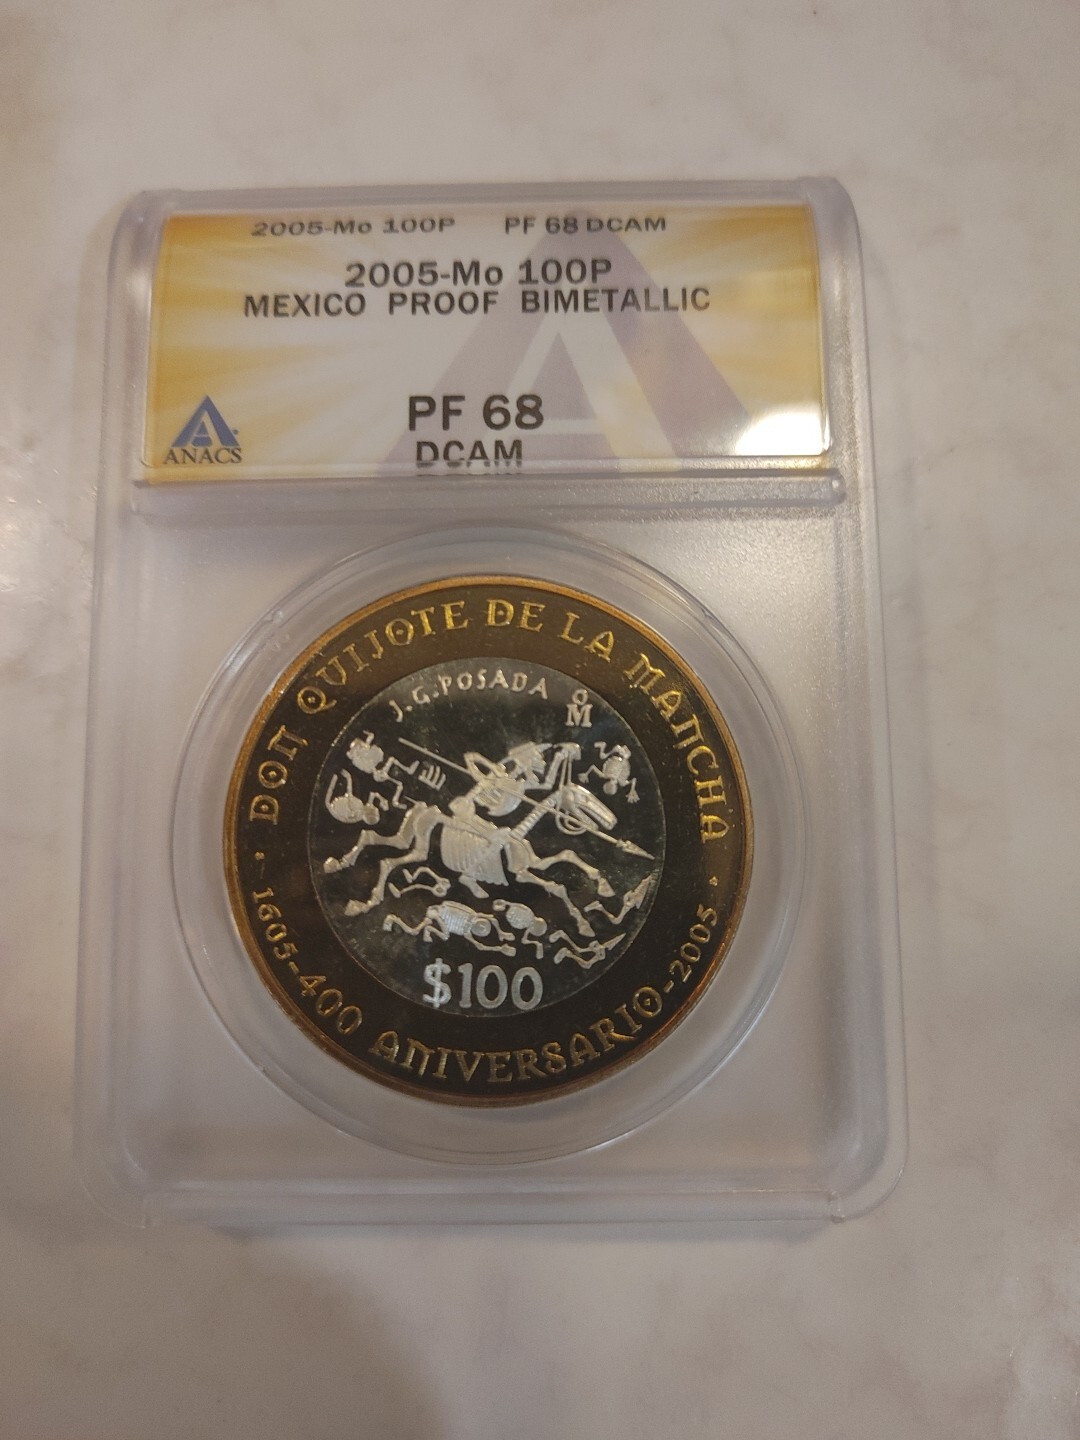 2005-Mo 100P PF 68 DCAM
2005-Mo 100P
MEXICO PROOF BIMETALLIC
PF 68
DCAM
ANACS
DON QUIJOTE DE LA MANCHA
J.G.POSADA
Mo
$100
1605-400 ANIVERSARIO-2005